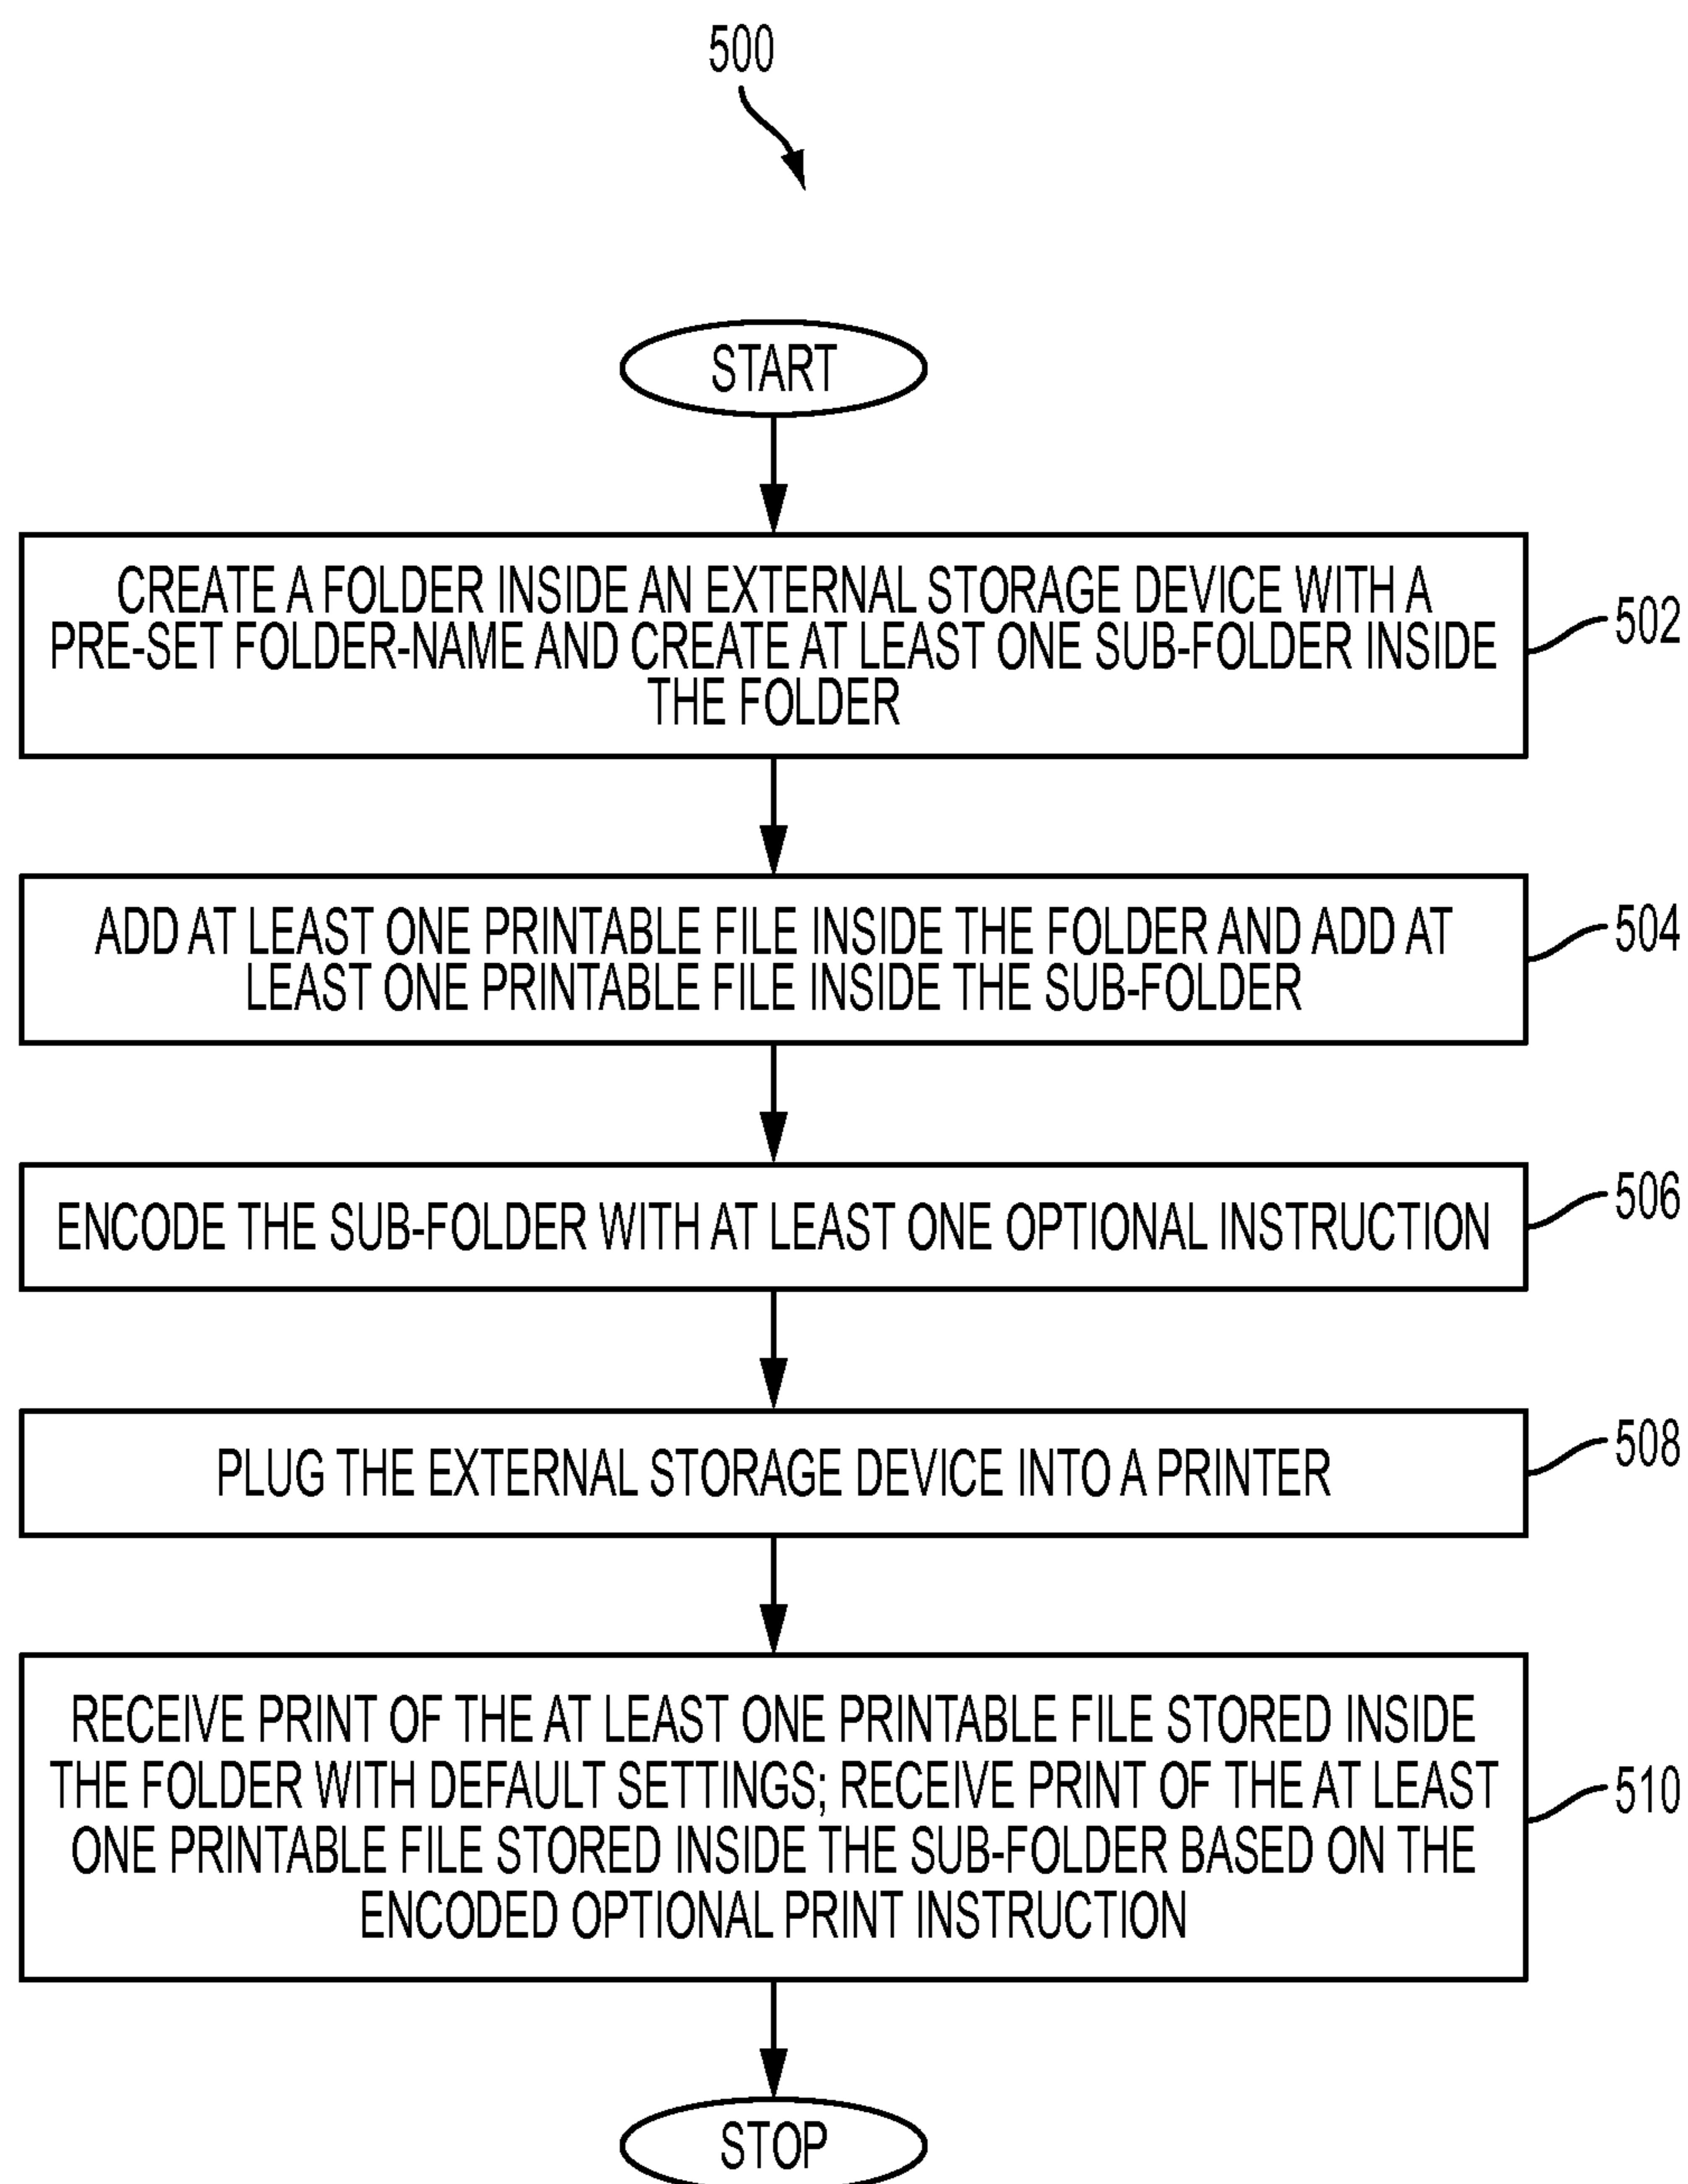 500
START
CREATE A FOLDER INSIDE AN EXTERNAL STORAGE DEVICE WITH A
PRE-SET FOLDER-NAME AND CREATE AT LEAST ONE SUB-FOLDER INSIDE
THE FOLDER
502
ADD AT LEAST ONE PRINTABLE FILE INSIDE THE FOLDER AND ADD AT
LEAST ONE PRINTABLE FILE INSIDE THE SUB-FOLDER
504
ENCODE THE SUB-FOLDER WITH AT LEAST ONE OPTIONAL INSTRUCTION
506
PLUG THE EXTERNAL STORAGE DEVICE INTO A PRINTER
508
RECEIVE PRINT OF THE AT LEAST ONE PRINTABLE FILE STORED INSIDE
THE FOLDER WITH DEFAULT SETTINGS; RECEIVE PRINT OF THE AT LEAST
ONE PRINTABLE FILE STORED INSIDE THE SUB-FOLDER BASED ON THE
ENCODED OPTIONAL PRINT INSTRUCTION
510
STOP